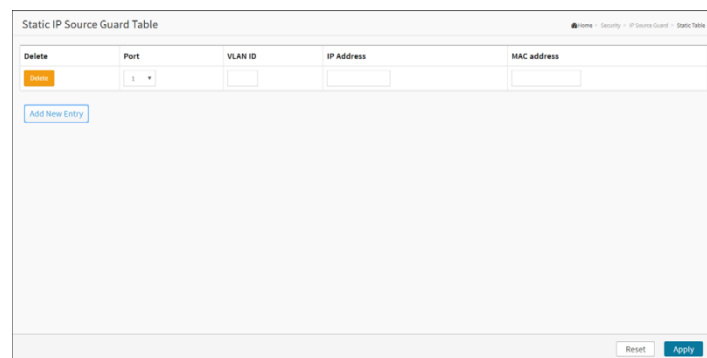 Static IP Source Guard Table
Home > Security > IP Source Guard > Static Table
Delete Port VLAN ID IP Address MAC address
Delete 1
Add New Entry
Reset Apply